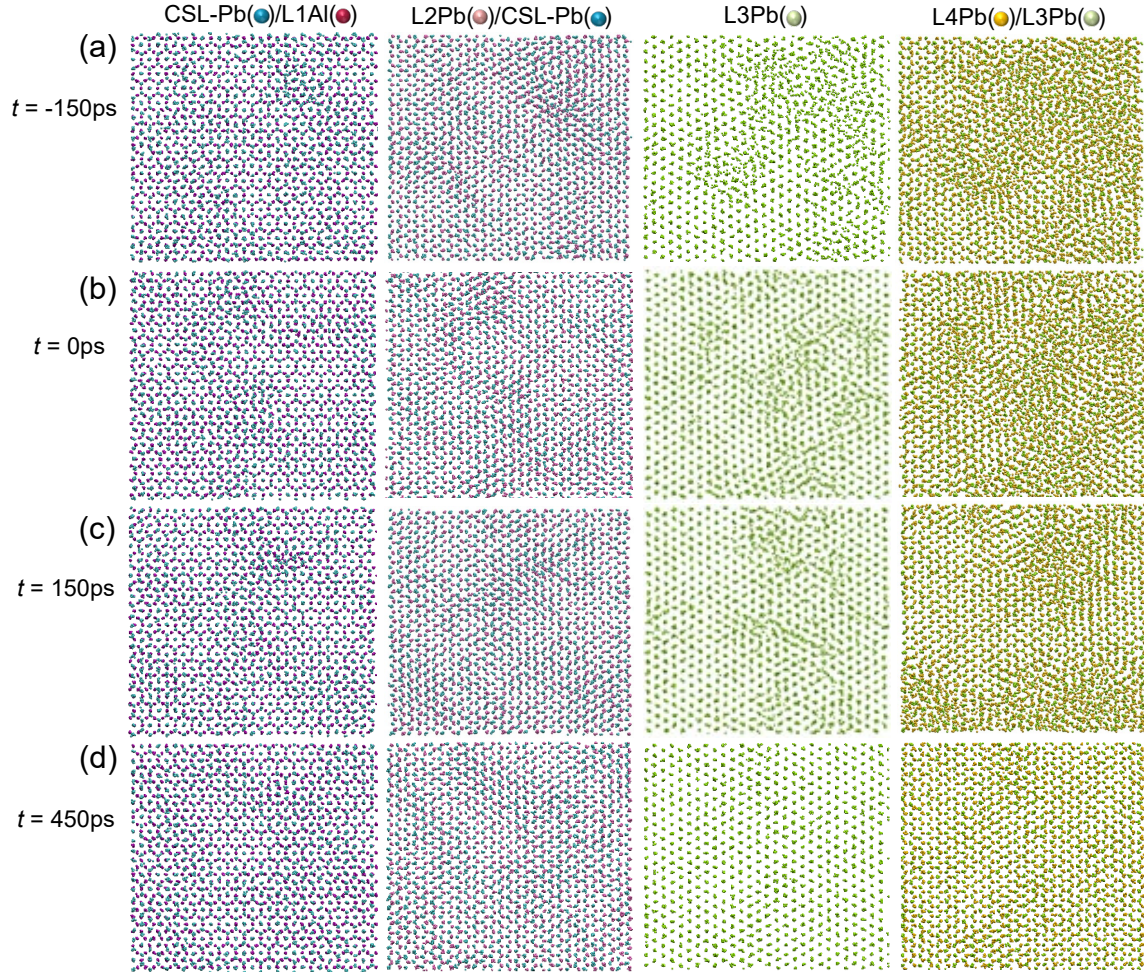 CSL-Pb()/L1Al() L2Pb()/CSL-Pb() L3Pb() L4Pb()/L3Pb()
(a)
t = -150ps
(b)
t = 0ps
(c)
t = 150ps
(d)
t = 450ps